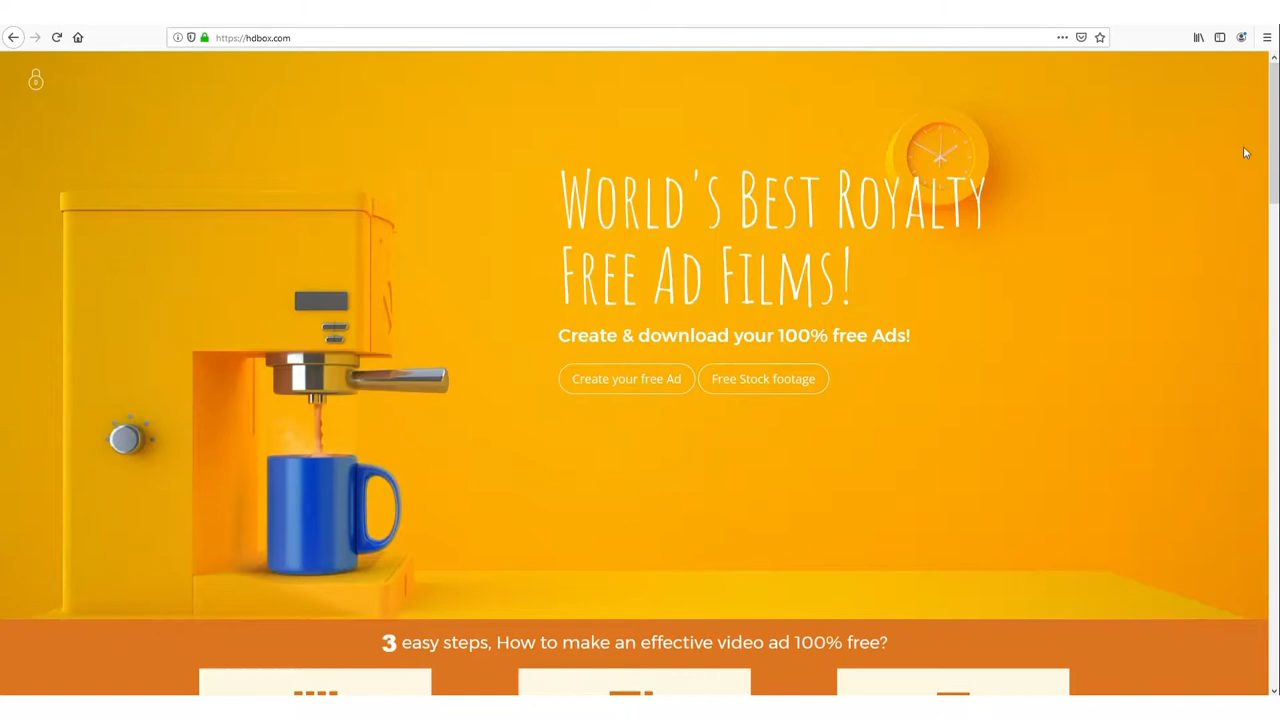 https://hdbox.com
World's Best Royalty
Free Ad Films!
Create & download your 100% free Ads!
Create your free Ad
Free Stock footage
3 easy steps, How to make an effective video ad 100% free?